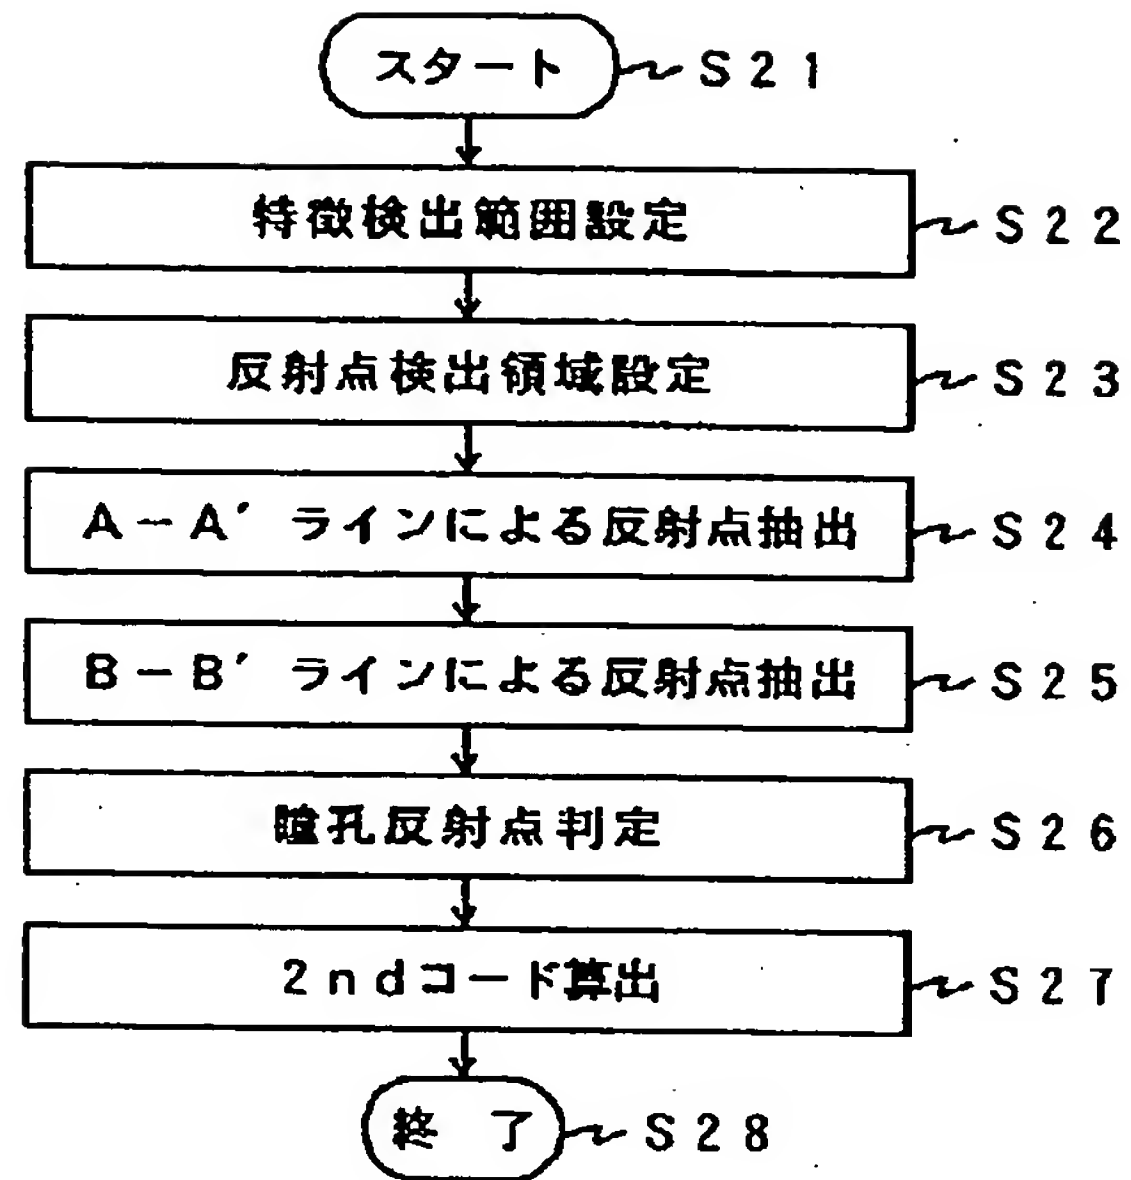 スタート S21
特徴検出範囲設定 S22
反射点検出領域設定 S23
A－A′ ラインによる反射点抽出 S24
B－B′ ラインによる反射点抽出 S25
瞳孔反射点判定 S26
2ndコード算出 S27
終 了 S28